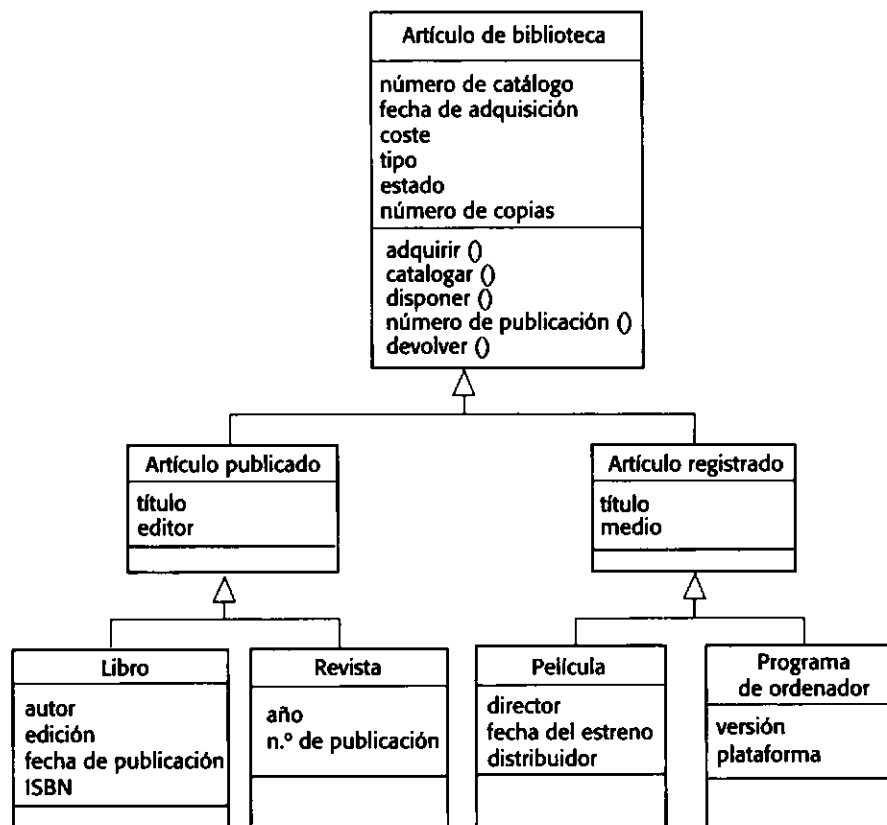 Artículo de biblioteca
número de catálogo
fecha de adquisición
coste
tipo
estado
número de copias
adquirir ()
catalogar ()
disponer ()
número de publicación ()
devolver ()
Artículo publicado
título
editor
Artículo registrado
título
medio
Libro
autor
edición
fecha de publicación
ISBN
Revista
año
n.º de publicación
Película
director
fecha del estreno
distribuidor
Programa
de ordenador
versión
plataforma